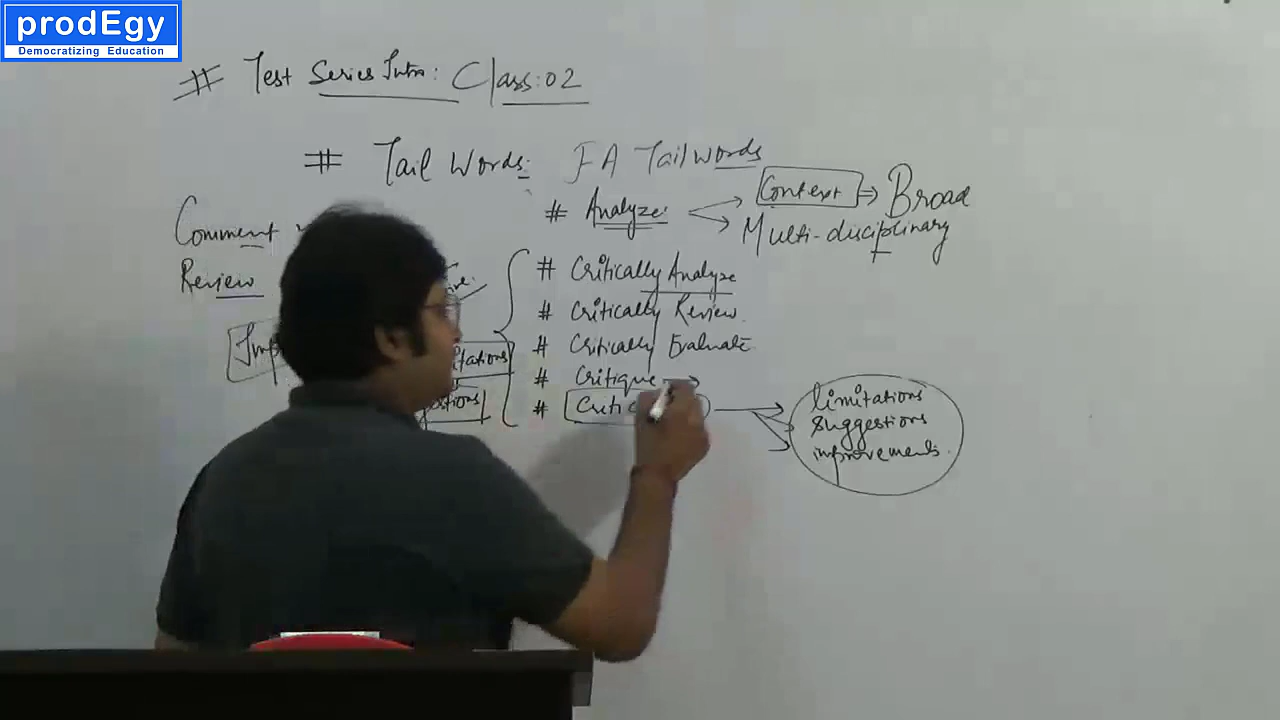 prodEgy
Democratizing Education
# Test Series Intro: Class:02
# Tail Words: FA Tailwords
# Analyze:
Context ⇒ Broad
Multi-disciplinary
Comment
Review
# Critically Analyze
# Critically Review
# Critically Evaluate
# Critique →
#
limitations
suggestions
improvements